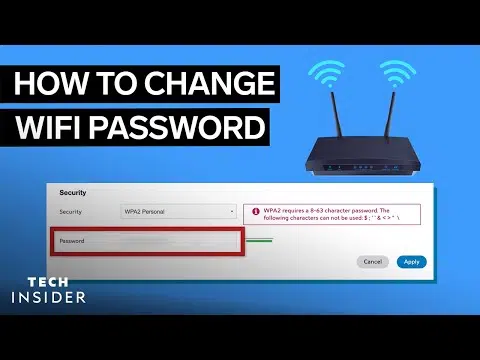 HOW TO CHANGE
WIFI PASSWORD
Security
Security
WPA2 Personal
WPA2 requires a 8-63 character password. The
following characters can not be used: $ ; ' " & < > " \
Password
Cancel
Apply
TECH
INSIDER